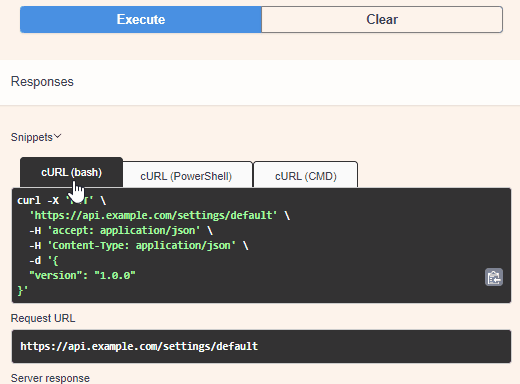 Execute
Clear
Responses
Snippets
cURL (bash)
cURL (PowerShell)
cURL (CMD)
curl -X \
'https://api.example.com/settings/default' \
-H 'accept: application/json' \
-H 'Content-Type: application/json' \
-d '{
"version": "1.0.0"
}'
Request URL
https://api.example.com/settings/default
Server response